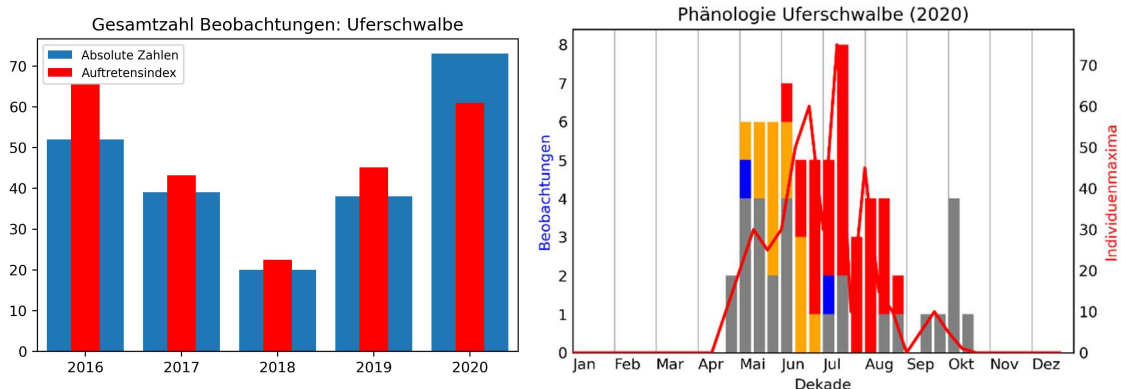 Gesamtzahl Beobachtungen: Uferschwalbe
Absolute Zahlen
Auftretensindex
70
60
50
40
30
20
10
0
2016 2017 2018 2019 2020
Phänologie Uferschwalbe (2020)
8
7
6
5
4
3
2
1
0
Beobachtungen
70
60
50
40
30
20
10
0
Individuenmaxima
Jan Feb Mär Apr Mai Jun Jul Aug Sep Okt Nov Dez
Dekade